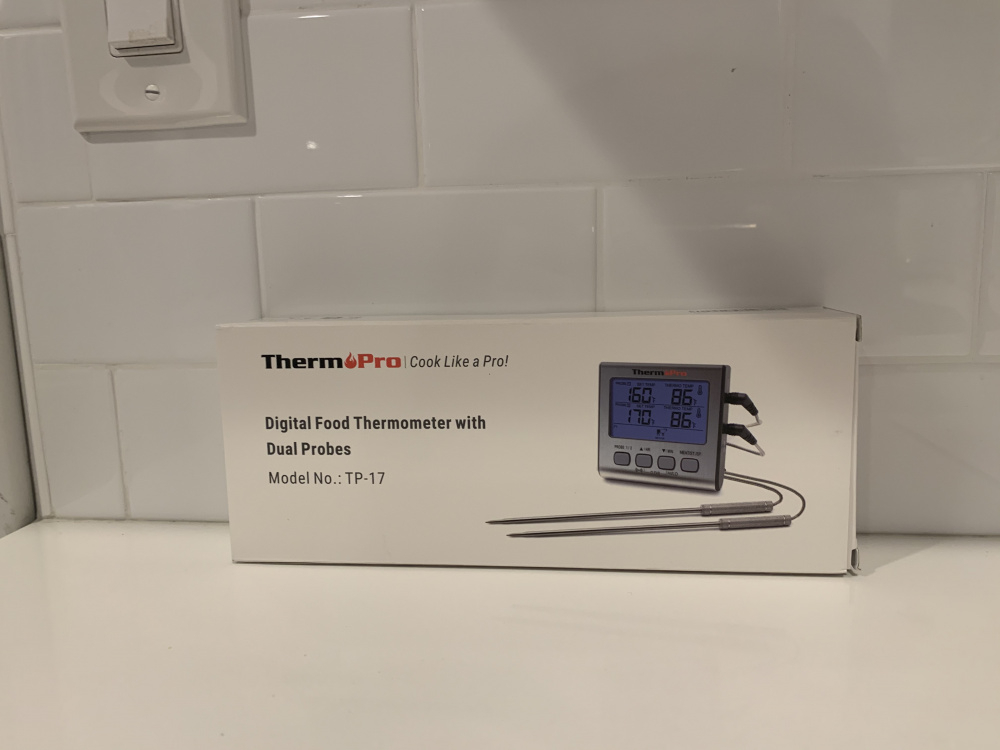 ThermoPro | Cook Like a Pro!
Digital Food Thermometer with
Dual Probes
Model No.: TP-17
ThermoPro
160 86
170 86